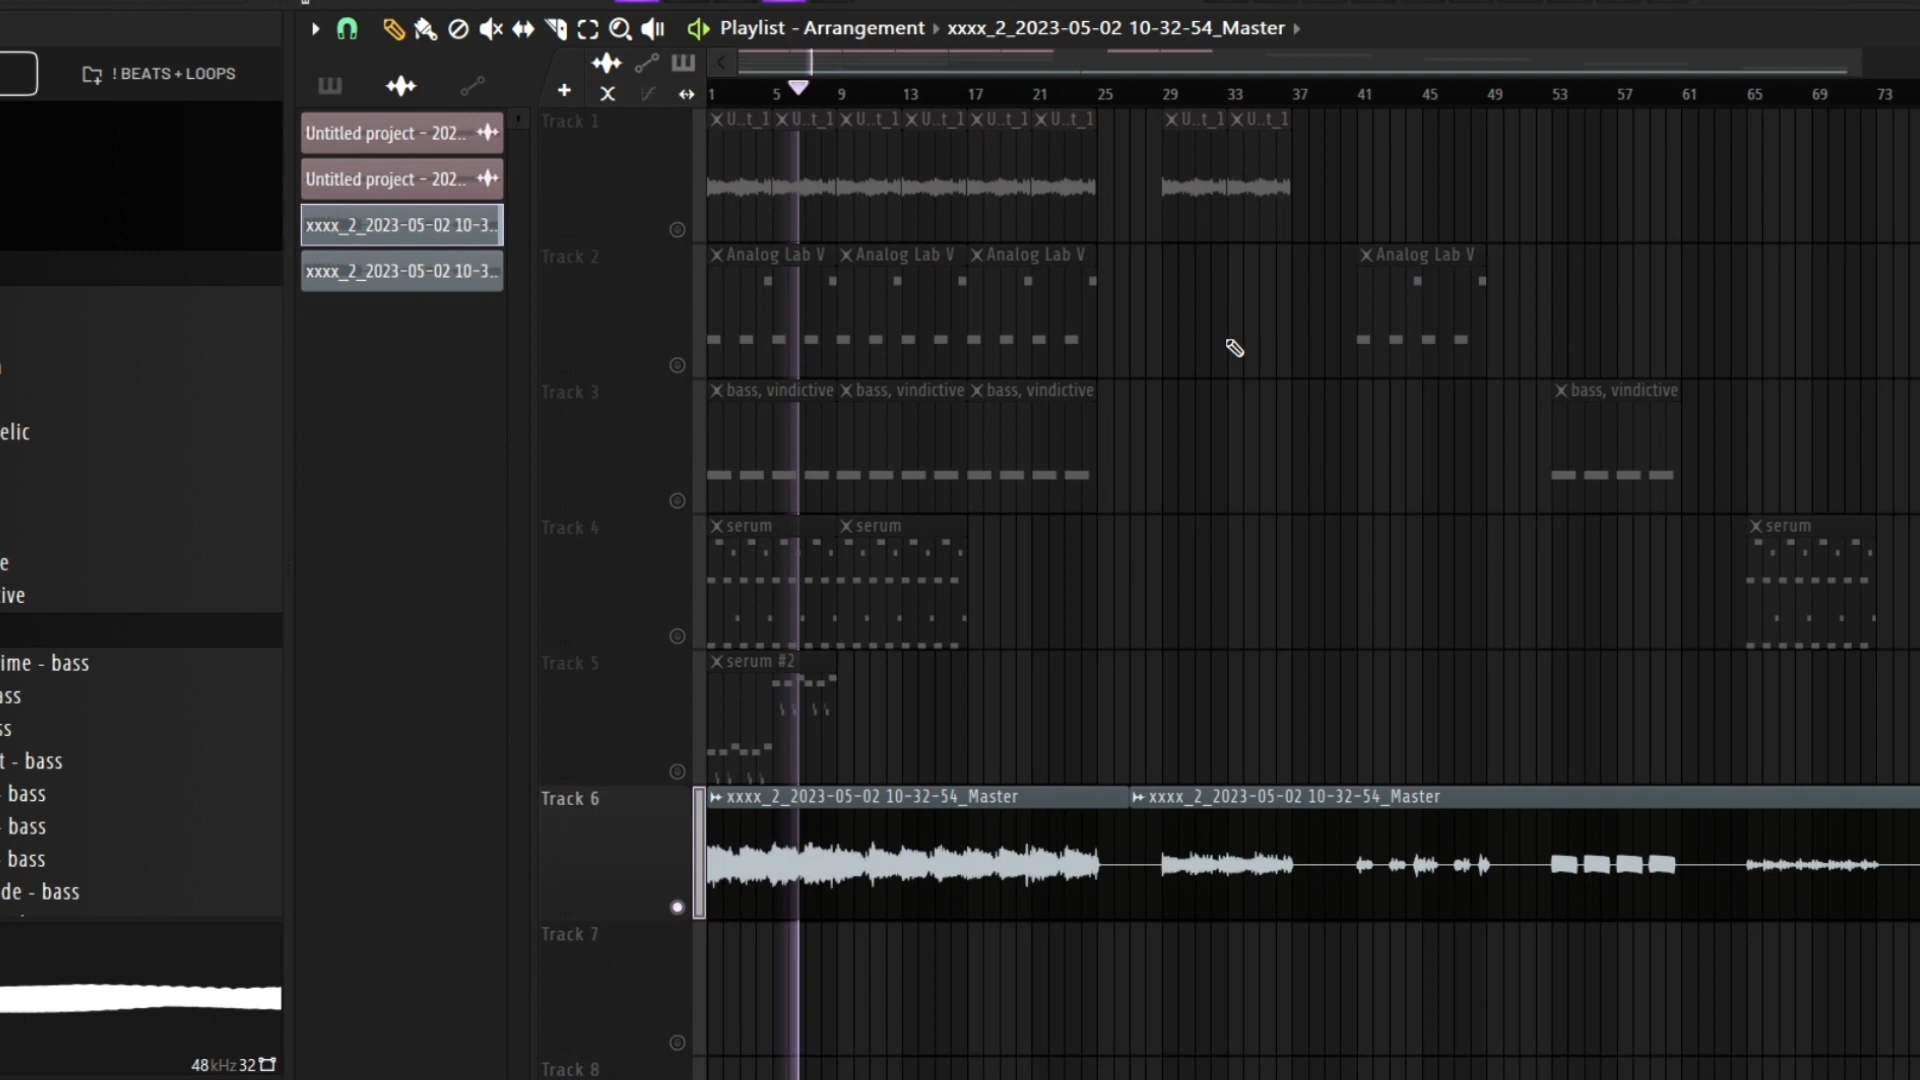 Playlist - Arrangement › xxxx_2_2023-05-02 10-32-54_Master ›
! BEATS + LOOPS
1 5 9 13 17 21 25 29 33 37 41 45 49 53 57 61 65 69 73
Untitled project - 202..
Untitled project - 202..
xxxx_2_2023-05-02 10-3..
xxxx_2_2023-05-02 10-3..
Track 1
U..t_1 U..t_1 U..t_1 U..t_1 U..t_1 U..t_1 U..t_1 U..t_1
Track 2
Analog Lab V Analog Lab V Analog Lab V Analog Lab V
Track 3
bass, vindictive bass, vindictive bass, vindictive bass, vindictive
Track 4
serum serum serum
Track 5
serum #2
Track 6
xxxx_2_2023-05-02 10-32-54_Master xxxx_2_2023-05-02 10-32-54_Master
Track 7
Track 8
elic
e
ive
ime - bass
ass
s
t - bass
- bass
- bass
- bass
de - bass
48kHz 32